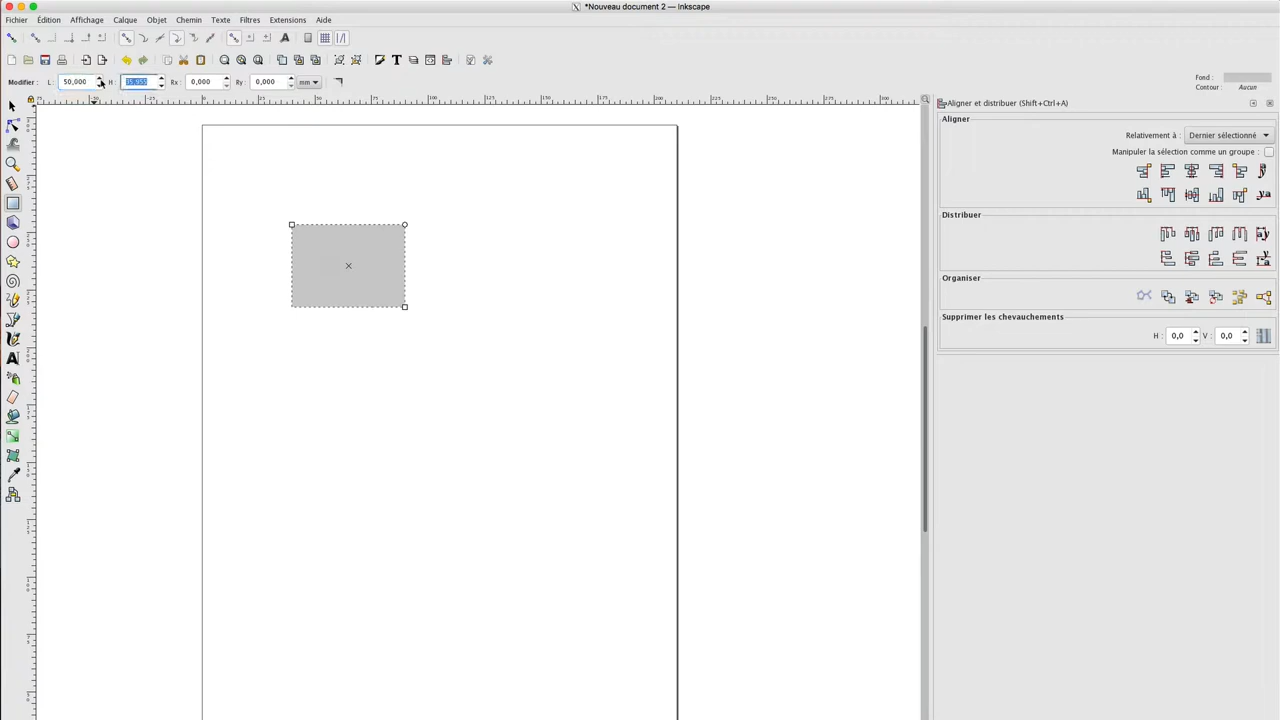 *Nouveau document 2 — Inkscape
Fichier Édition Affichage Calque Objet Chemin Texte Filtres Extensions Aide
Modifier : L : 50,000 H : Rx : 0,000 Ry : 0,000 mm
Fond :
Contour : Aucun
Aligner et distribuer (Shift+Ctrl+A)
Aligner
Relativement à : Dernier sélectionné
Manipuler la sélection comme un groupe :
Distribuer
Organiser
Supprimer les chevauchements
H : 0,0 V : 0,0